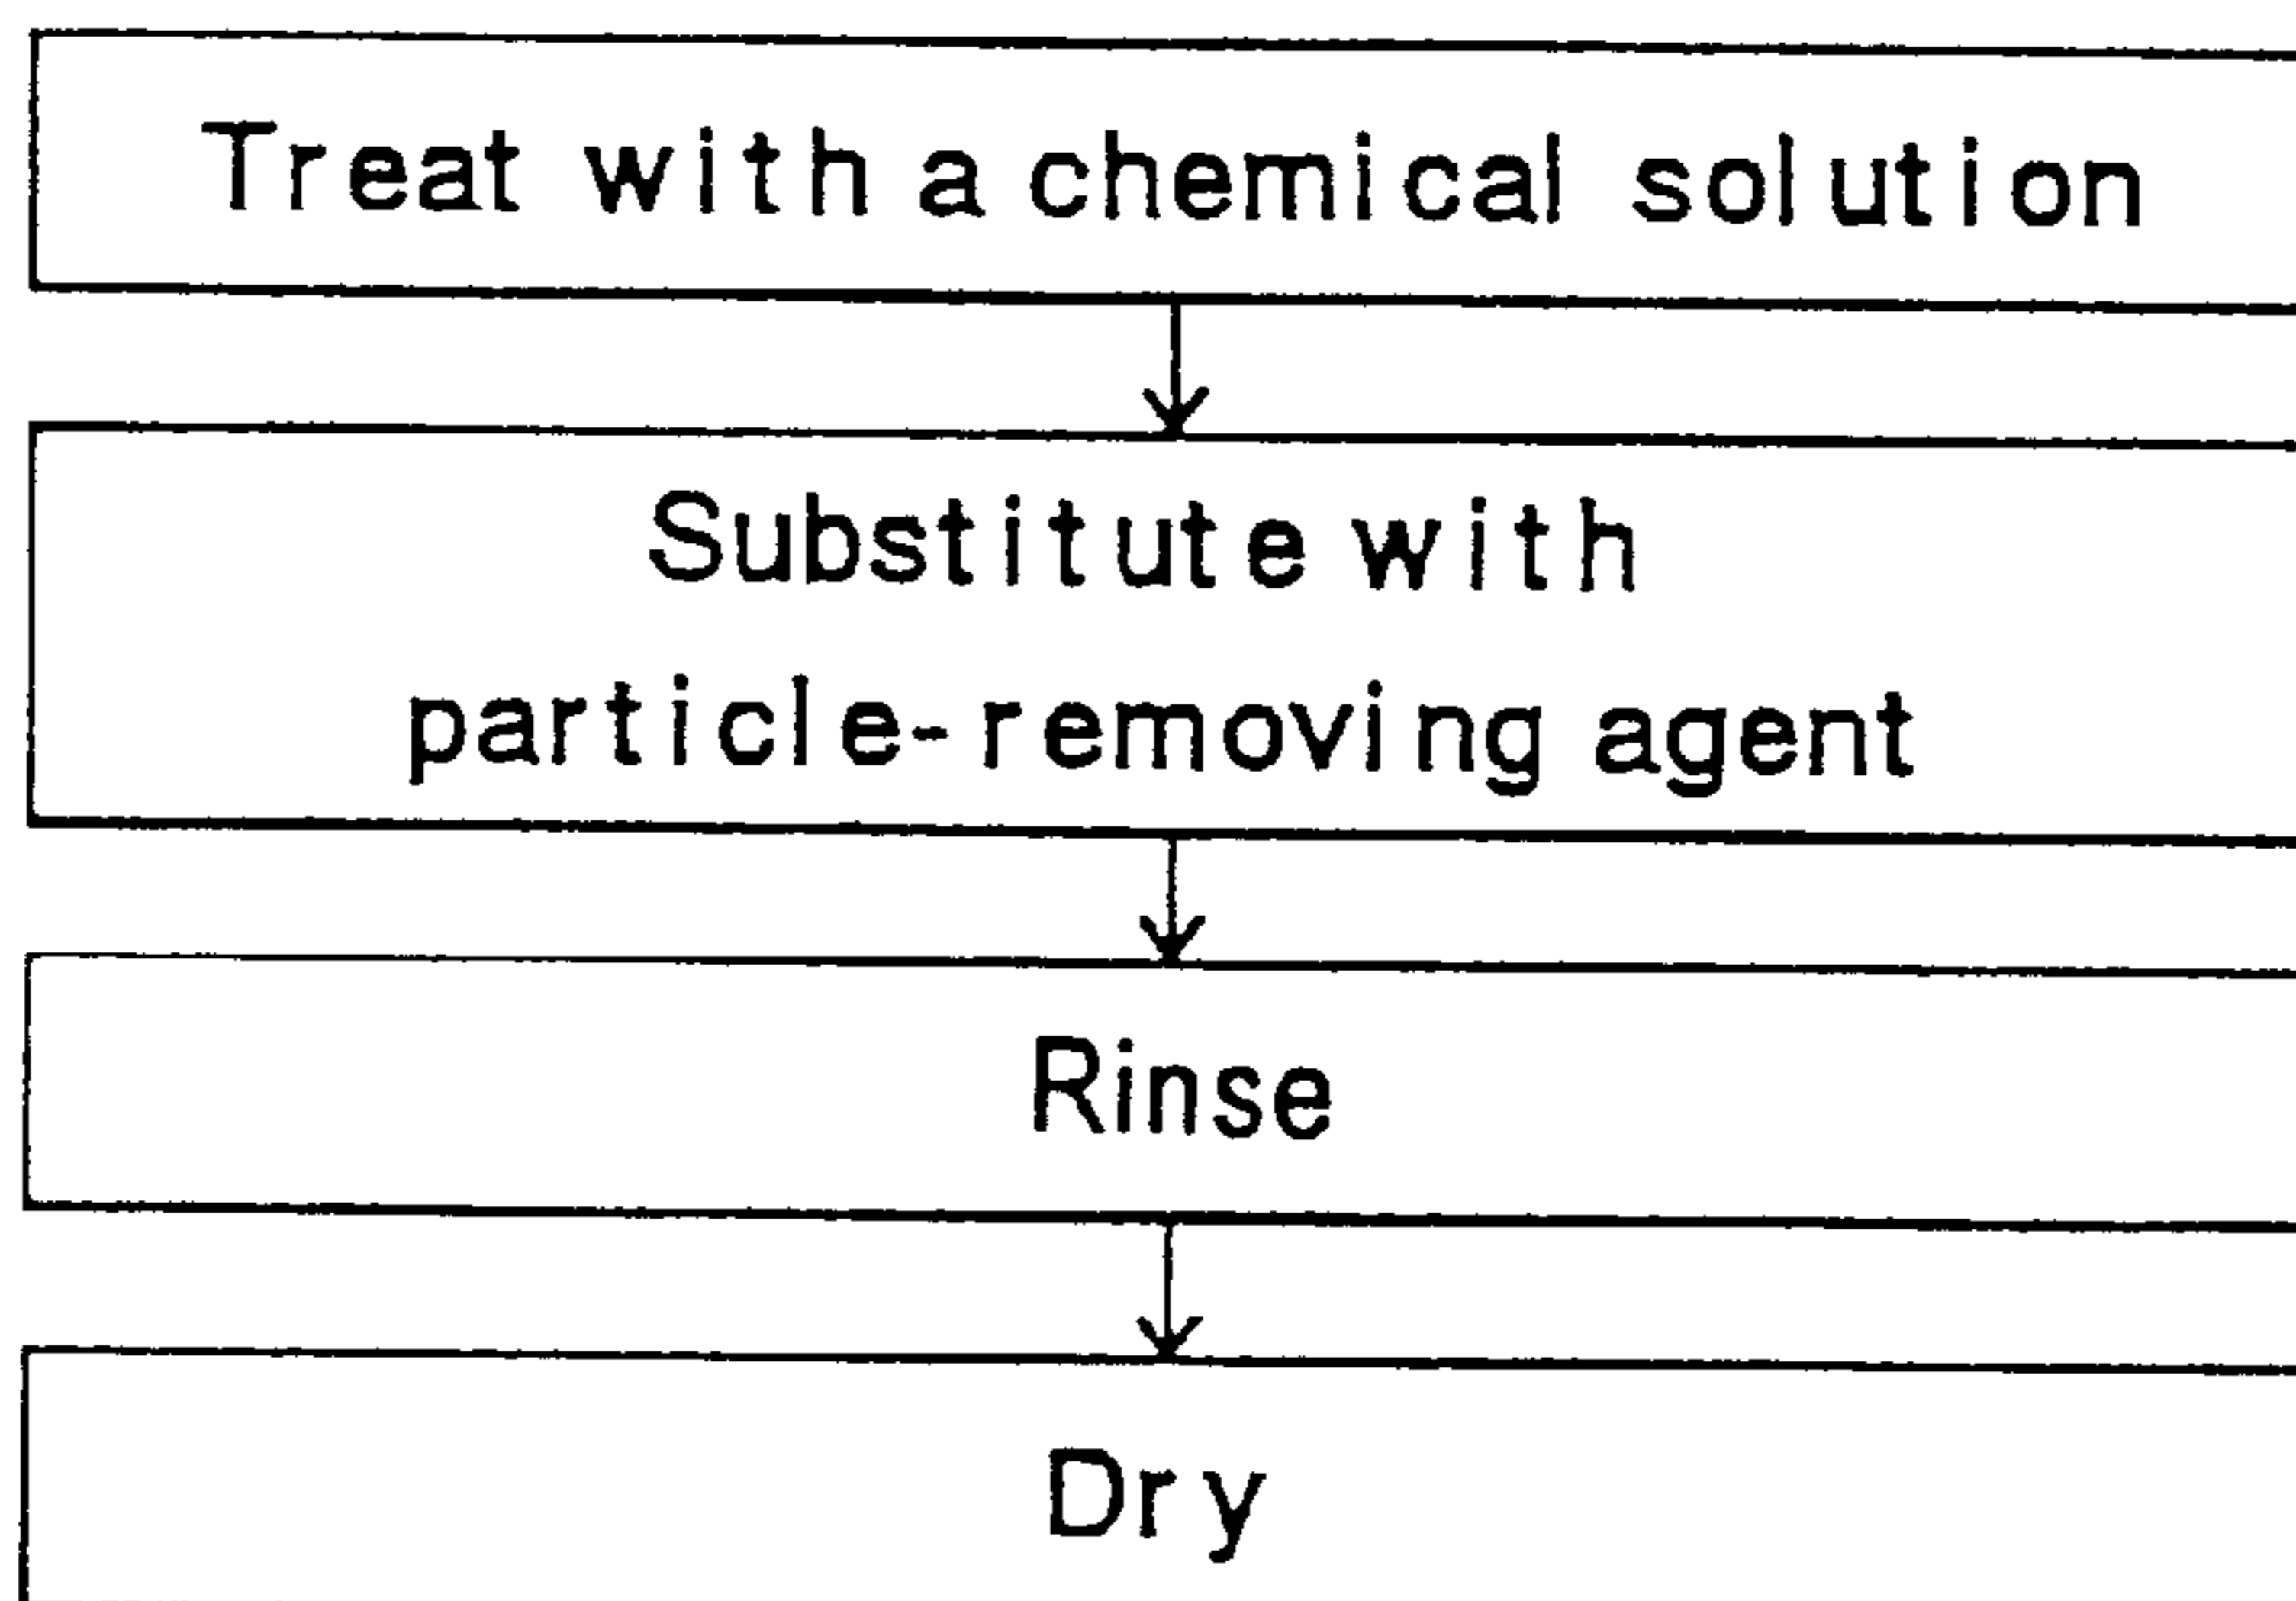 Treat with a chemical solution
Substitute with
particle-removing agent
Rinse
Dry